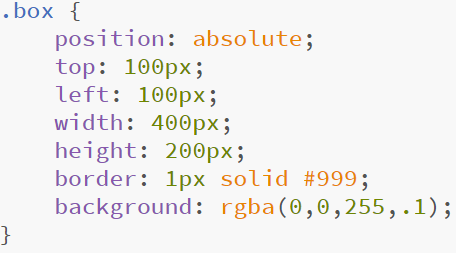 .box {
    position: absolute;
    top: 100px;
    left: 100px;
    width: 400px;
    height: 200px;
    border: 1px solid #999;
    background: rgba(0,0,255,.1);
}